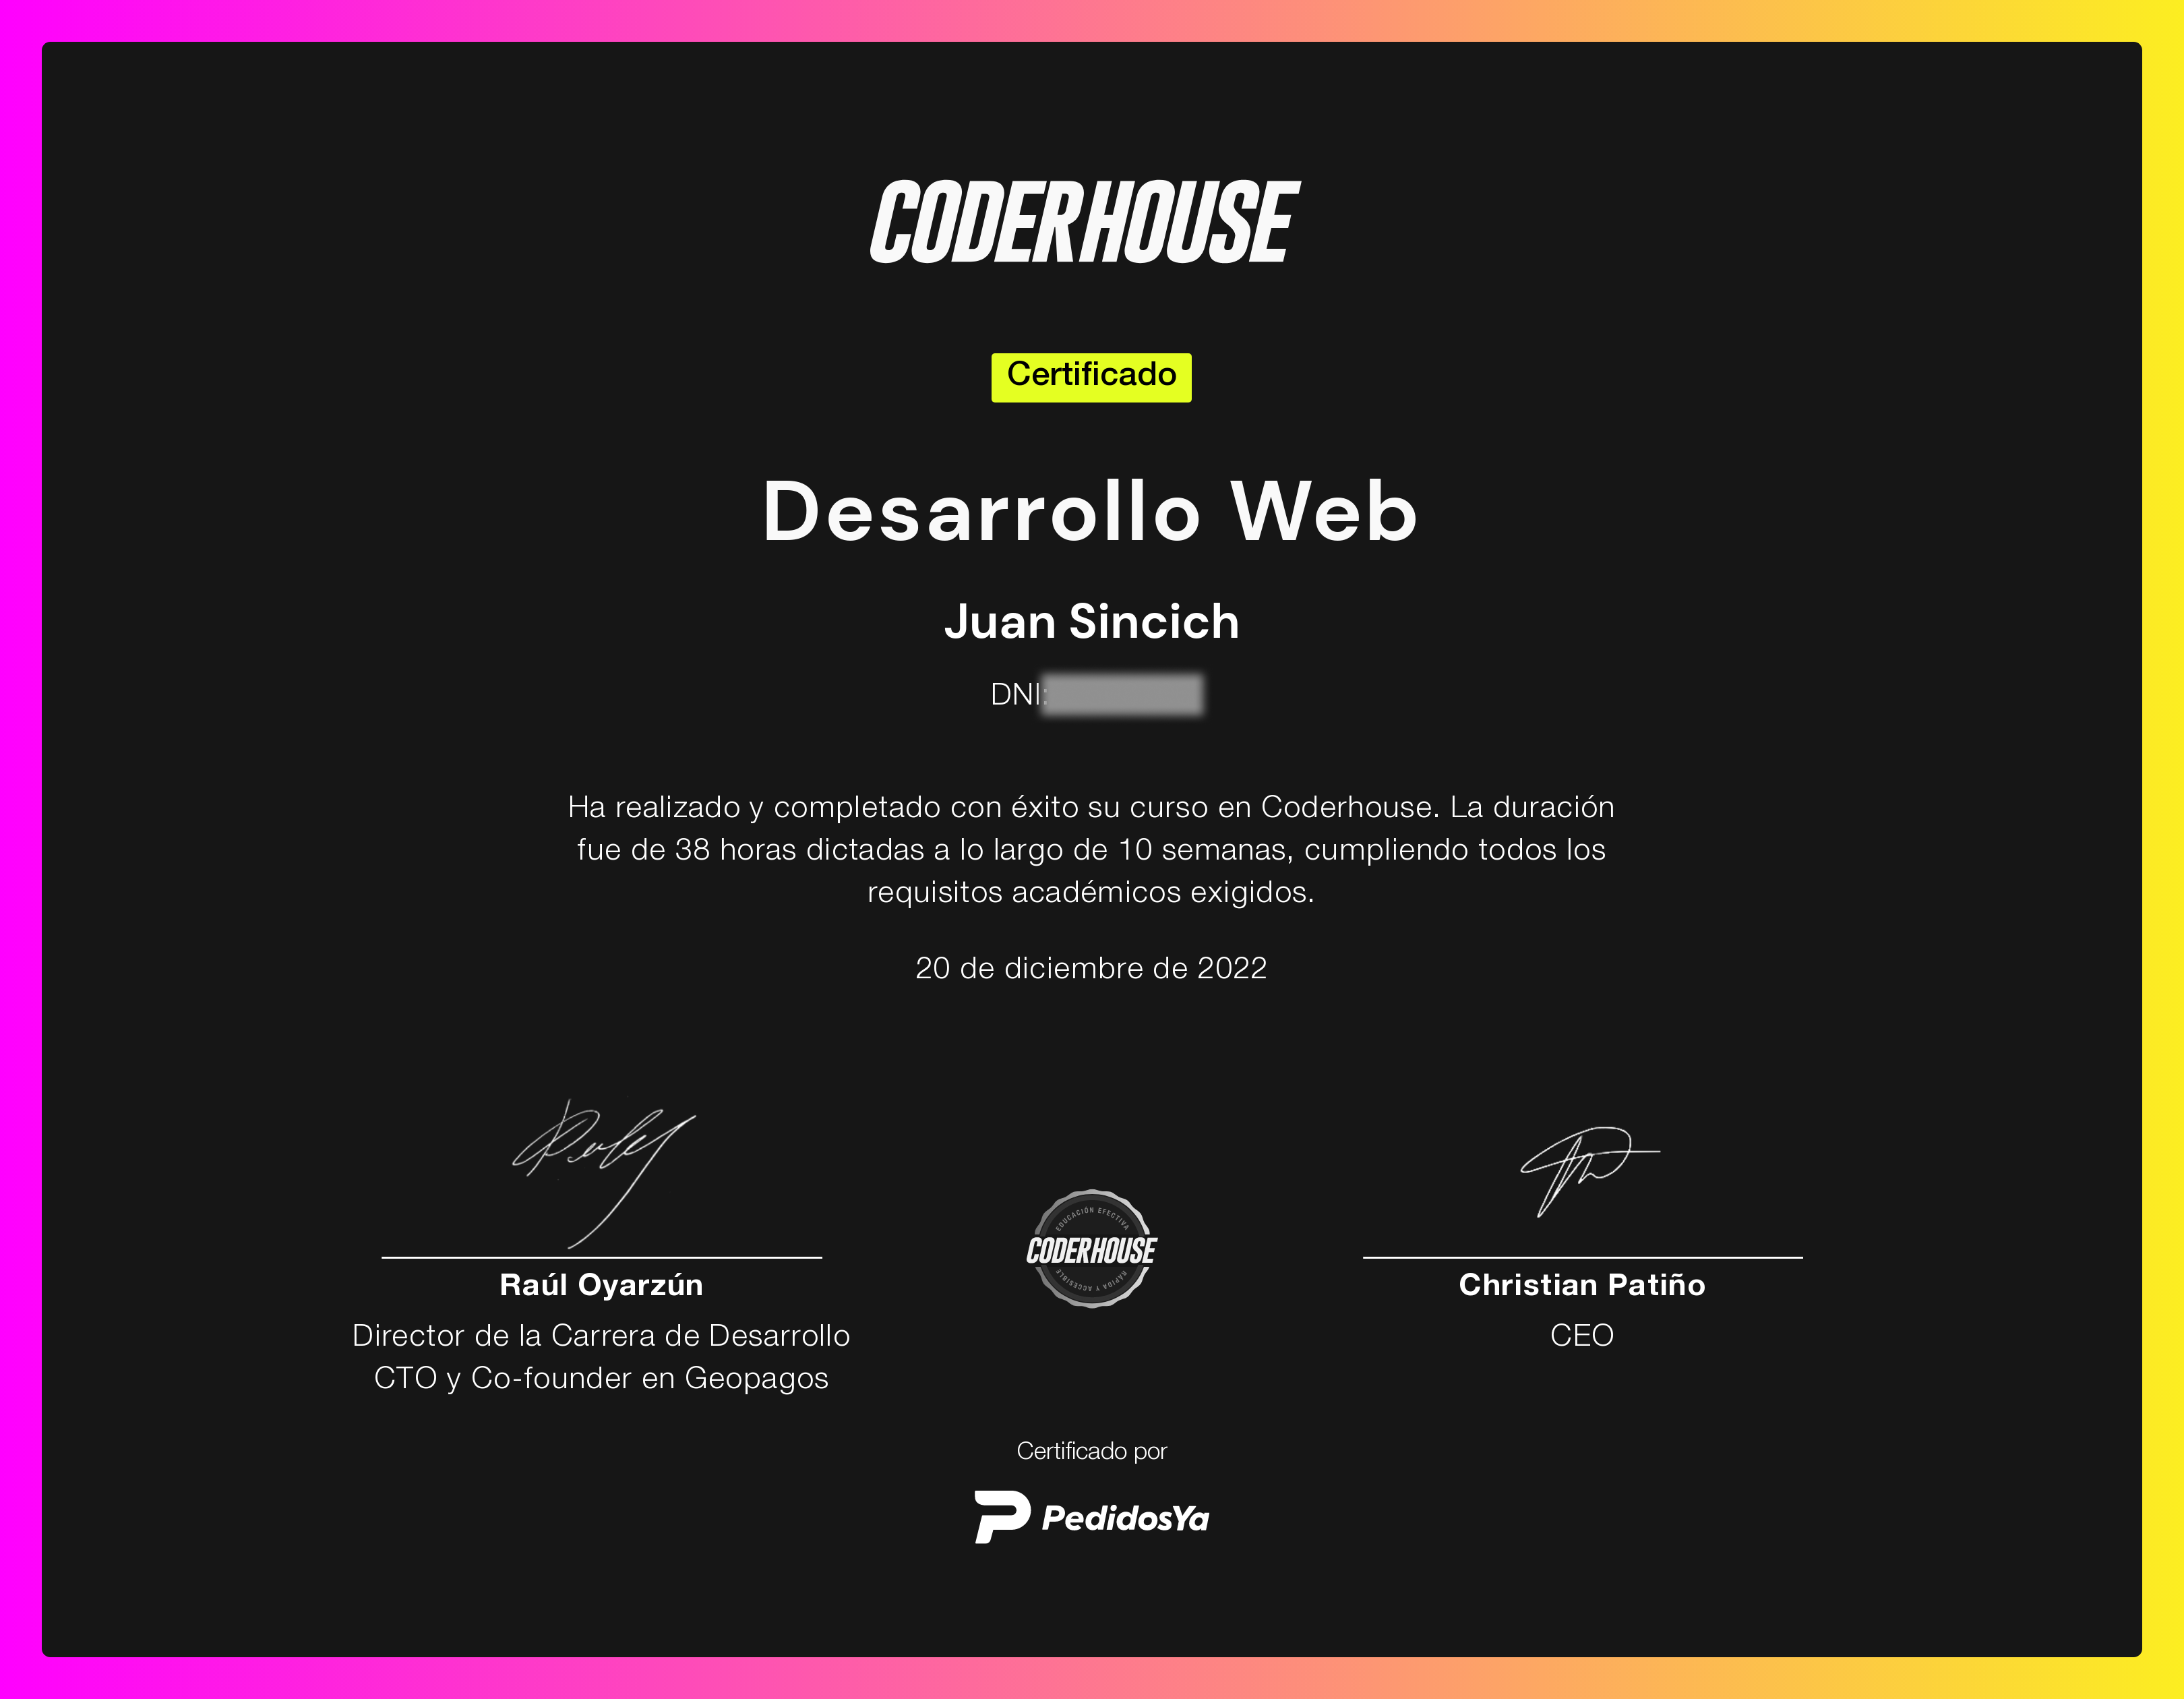 CODERHOUSE
Certificado
Desarrollo Web
Juan Sincich
DNI:
Ha realizado y completado con éxito su curso en Coderhouse. La duración
fue de 38 horas dictadas a lo largo de 10 semanas, cumpliendo todos los
requisitos académicos exigidos.
20 de diciembre de 2022
Raúl Oyarzún
Director de la Carrera de Desarrollo
CTO y Co-founder en Geopagos
EDUCACIÓN EFECTIVA
CODERHOUSE
RÁPIDA Y ACCESIBLE
Christian Patiño
CEO
Certificado por
PedidosYa